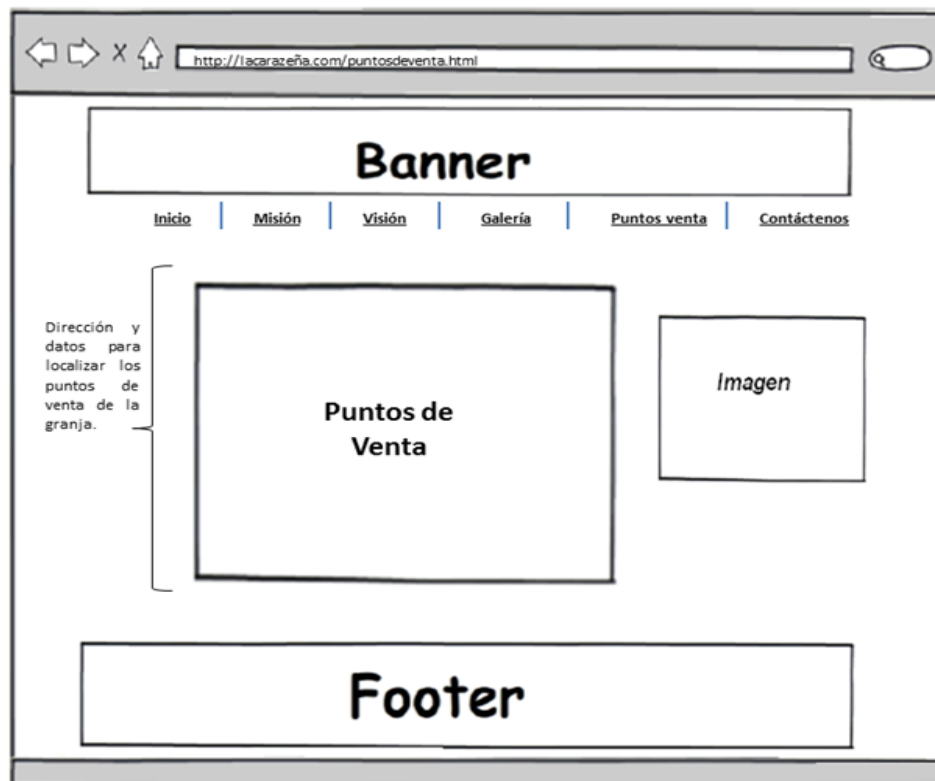 http://lacarazeña.com/puntosdeventa.html
Banner
Inicio Misión Visión Galería Puntos venta Contáctenos
Dirección y
datos para
localizar los
puntos de
venta de la
granja.
Puntos de
Venta
Imagen
Footer